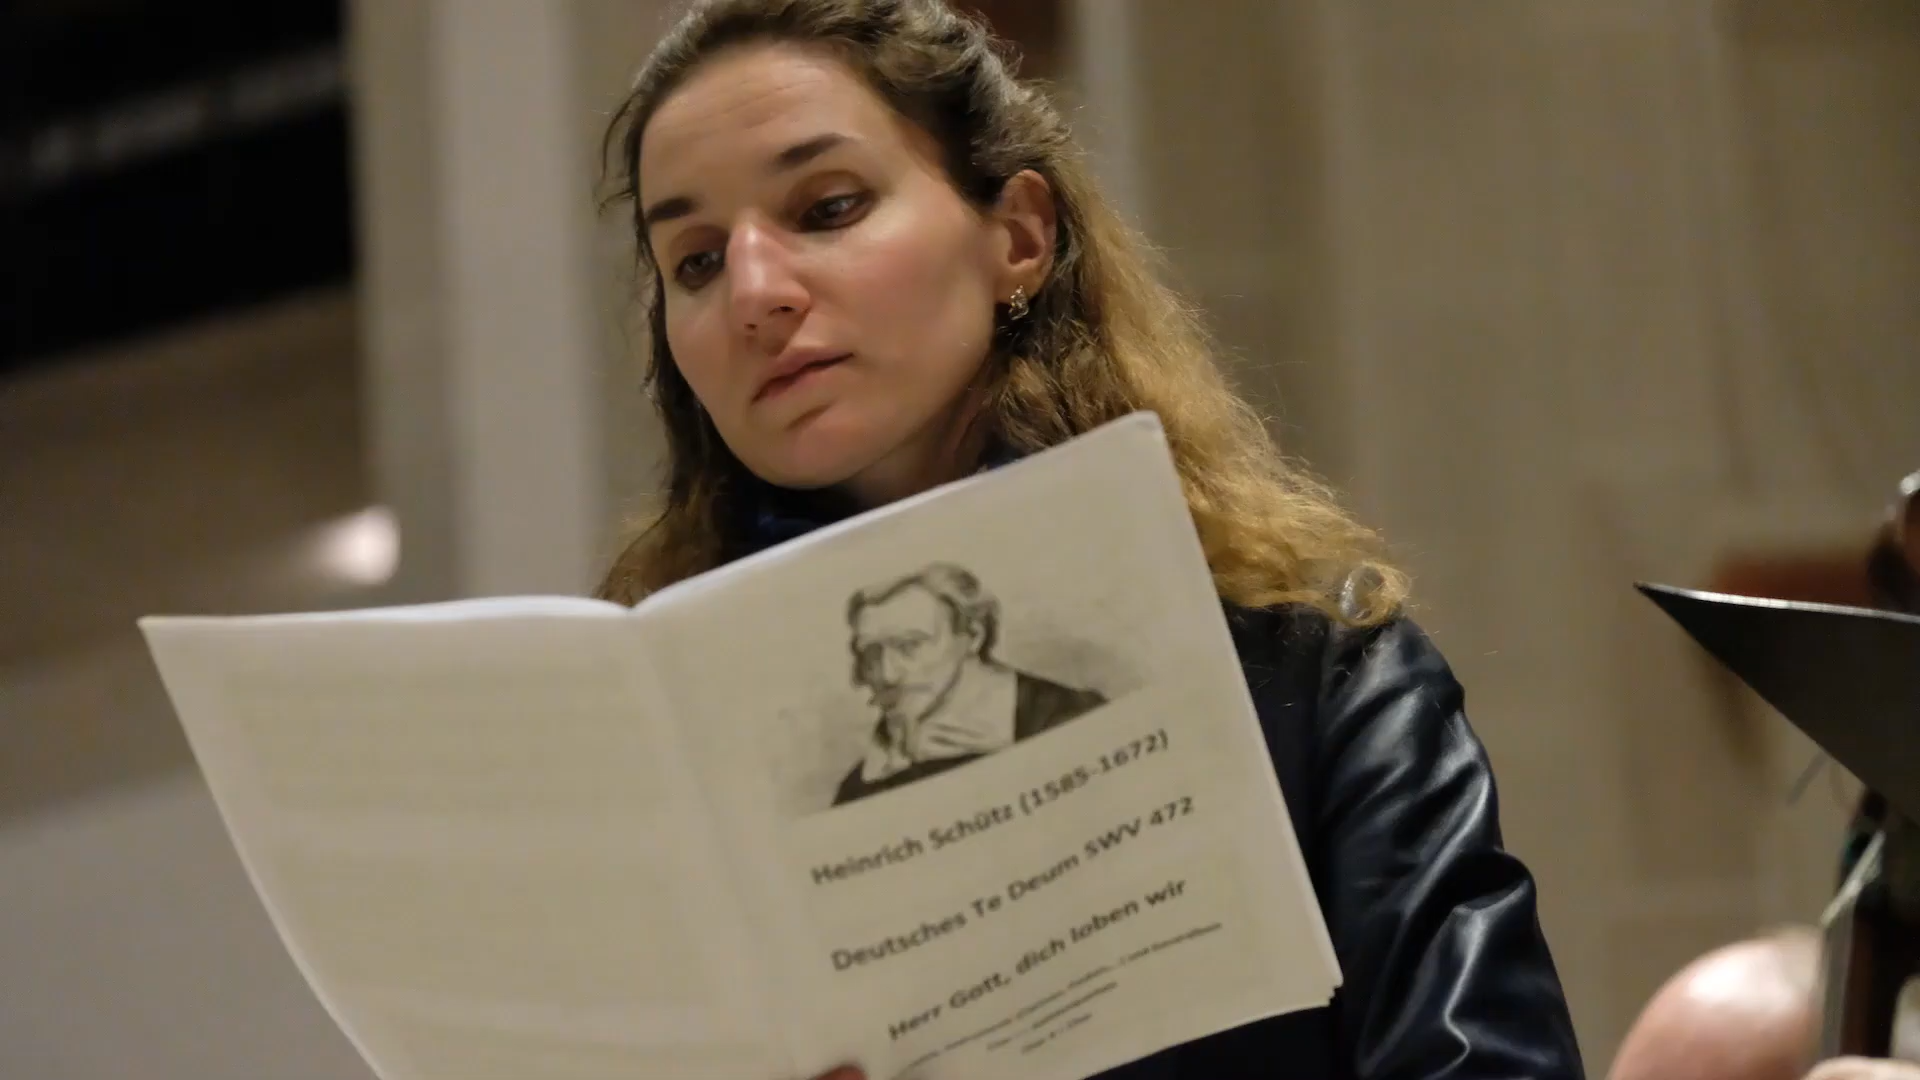 Heinrich Schütz (1585-1672)
Deutsches Te Deum SWV 472
Herr Gott, dich loben wir